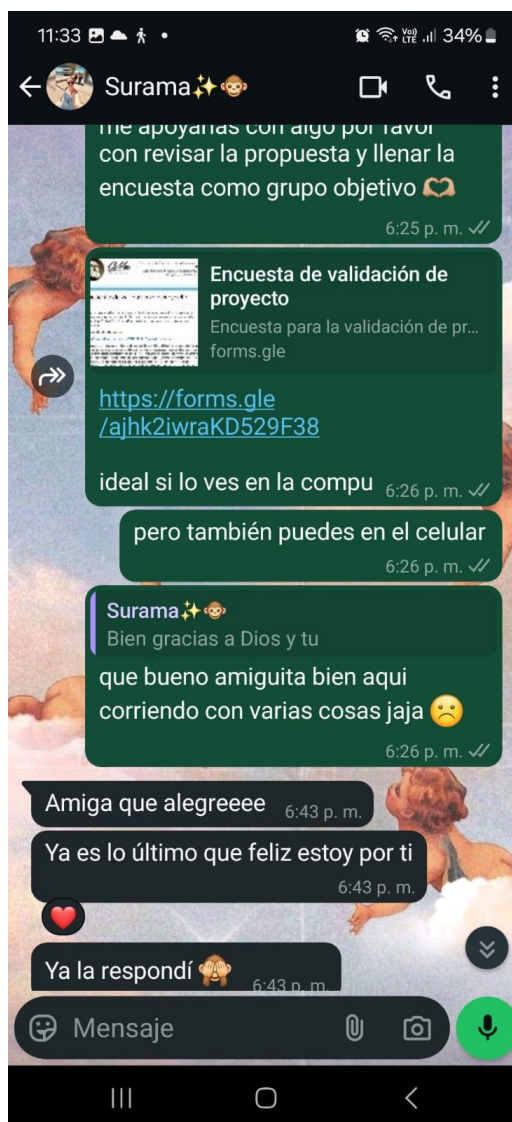 11:33
34%
Surama✨🐵
me apoyarías con algo por favor
con revisar la propuesta y llenar la
encuesta como grupo objetivo 🫶🏽
6:25 p. m.
Encuesta de validación de
proyecto
Encuesta para la validación de pr...
forms.gle
https://forms.gle
/ajhk2iwraKD529F38
ideal si lo ves en la compu 6:26 p. m.
pero también puedes en el celular
6:26 p. m.
Surama✨🐵
Bien gracias a Dios y tu
que bueno amiguita bien aqui
corriendo con varias cosas jaja ☹️
6:26 p. m.
Amiga que alegreeee 6:43 p. m.
Ya es lo último que feliz estoy por ti
6:43 p. m.
❤️
Ya la respondí 🙈 6:43 p. m.
Mensaje